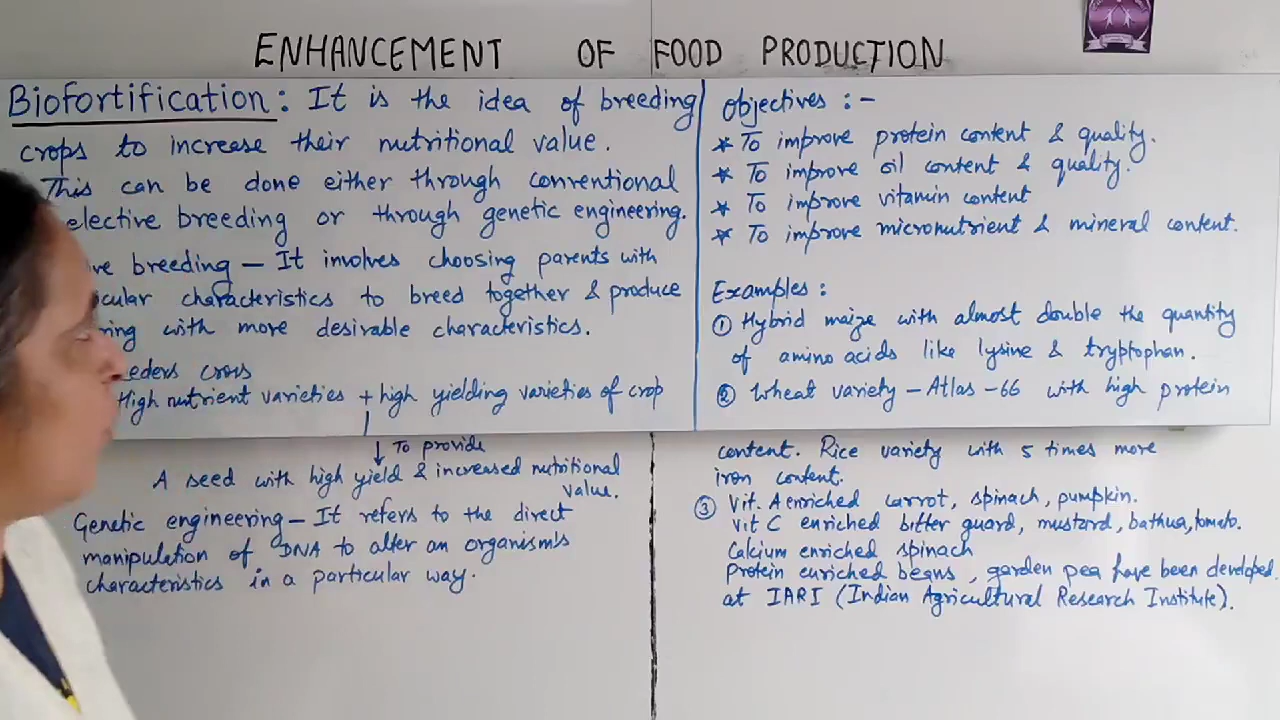 ENHANCEMENT OF FOOD PRODUCTION
Biofortification: It is the idea of breeding
crops to increase their nutritional value.
This can be done either through conventional
elective breeding or through genetic engineering.
ve breeding – It involves choosing parents with
cular characteristics to breed together & produce
ring with more desirable characteristics.
eders cross
High nutrient varieties + high yielding varieties of crop
↓ To provide
A seed with high yield & increased nutritional
value.
Genetic engineering – It refers to the direct
manipulation of DNA to alter an organism's
characteristics in a particular way.
Objectives :-
* To improve protein content & quality.
* To improve oil content & quality.
* To improve vitamin content
* To improve micronutrient & mineral content.
Examples :
① Hybrid maize with almost double the quantity
of amino acids like lysine & tryptophan.
② Wheat variety – Atlas – 66 with high protein
content. Rice variety with 5 times more
iron content.
③ Vit. A enriched carrot, spinach, pumpkin.
Vit C enriched bitter guard, mustard, bathua, tomato.
Calcium enriched spinach
Protein enriched beans, garden pea have been developed
at IARI (Indian Agricultural Research Institute).